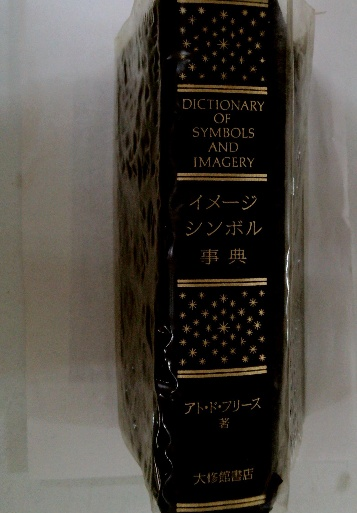 DICTIONARY
OF
SYMBOLS
AND
IMAGERY
イメージ
シンボル
事典
アト・ド・フリース
著
大修館書店